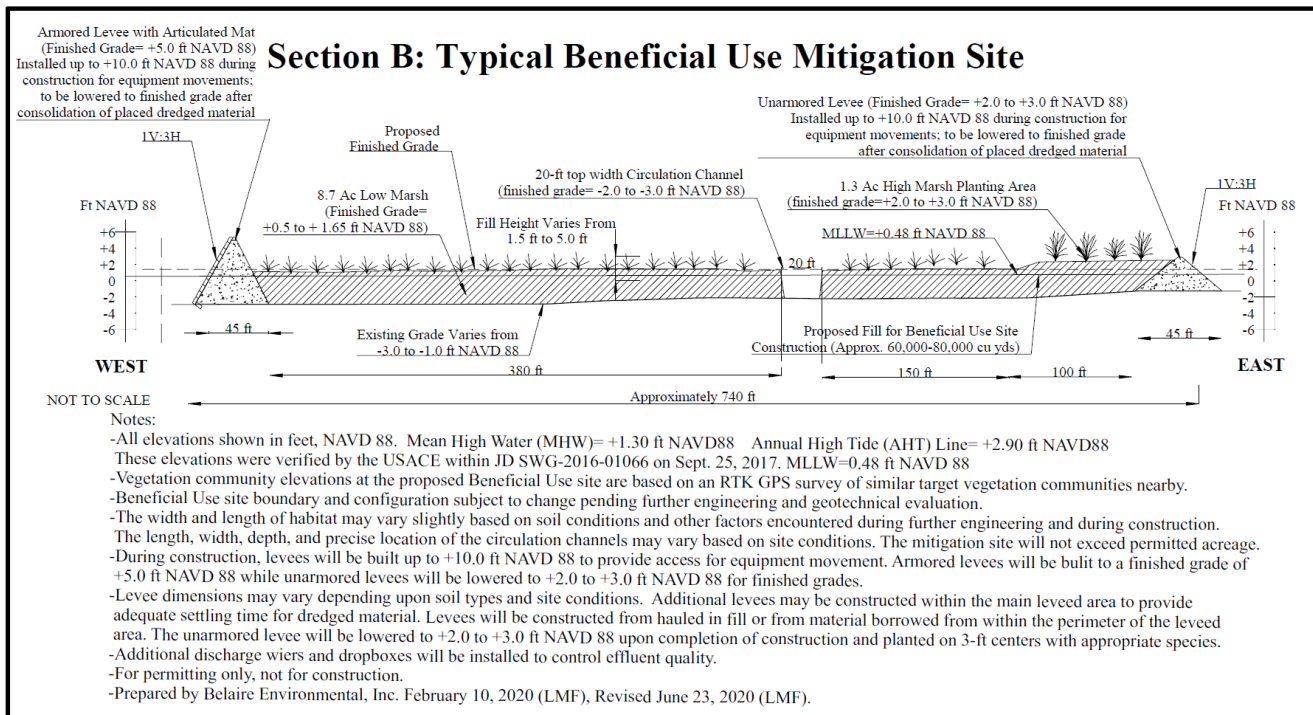 Section B: Typical Beneficial Use Mitigation Site
Armored Levee with Articulated Mat
(Finished Grade= +5.0 ft NAVD 88)
Installed up to +10.0 ft NAVD 88 during
construction for equipment movements;
to be lowered to finished grade after
consolidation of placed dredged material
1V:3H
Ft NAVD 88
+6
+4
+2
0
-2
-4
-6
WEST
45 ft
Proposed
Finished Grade
8.7 Ac Low Marsh
(Finished Grade=
+0.5 to + 1.65 ft NAVD 88)
Fill Height Varies From
1.5 ft to 5.0 ft
20-ft top width Circulation Channel
(finished grade= -2.0 to -3.0 ft NAVD 88)
20 ft
Unarmored Levee (Finished Grade= +2.0 to +3.0 ft NAVD 88)
Installed up to +10.0 ft NAVD 88 during construction for
equipment movements; to be lowered to finished grade
after consolidation of placed dredged material
1.3 Ac High Marsh Planting Area
(finished grade=+2.0 to +3.0 ft NAVD 88)
MLLW=+0.48 ft NAVD 88
1V:3H
Ft NAVD 88
+6
+4
+2
0
-2
-4
-6
EAST
Existing Grade Varies from
-3.0 to -1.0 ft NAVD 88
Proposed Fill for Beneficial Use Site
Construction (Approx. 60,000-80,000 cu yds)
45 ft
380 ft
150 ft
100 ft
Approximately 740 ft
NOT TO SCALE
Notes:
-All elevations shown in feet, NAVD 88. Mean High Water (MHW)= +1.30 ft NAVD88 Annual High Tide (AHT) Line= +2.90 ft NAVD88
These elevations were verified by the USACE within JD SWG-2016-01066 on Sept. 25, 2017. MLLW=0.48 ft NAVD 88
-Vegetation community elevations at the proposed Beneficial Use site are based on an RTK GPS survey of similar target vegetation communities nearby.
-Beneficial Use site boundary and configuration subject to change pending further engineering and geotechnical evaluation.
-The width and length of habitat may vary slightly based on soil conditions and other factors encountered during further engineering and during construction.
The length, width, depth, and precise location of the circulation channels may vary based on site conditions. The mitigation site will not exceed permitted acreage.
-During construction, levees will be built up to +10.0 ft NAVD 88 to provide access for equipment movement. Armored levees will be bulit to a finished grade of
+5.0 ft NAVD 88 while unarmored levees will be lowered to +2.0 to +3.0 ft NAVD 88 for finished grades.
-Levee dimensions may vary depending upon soil types and site conditions. Additional levees may be constructed within the main leveed area to provide
adequate settling time for dredged material. Levees will be constructed from hauled in fill or from material borrowed from within the perimeter of the leveed
area. The unarmored levee will be lowered to +2.0 to +3.0-ft NAVD 88 upon completion of construction and planted on 3-ft centers with appropriate species.
-Additional discharge wiers and dropboxes will be installed to control effluent quality.
-For permitting only, not for construction.
-Prepared by Belaire Environmental, Inc. February 10, 2020 (LMF), Revised June 23, 2020 (LMF).